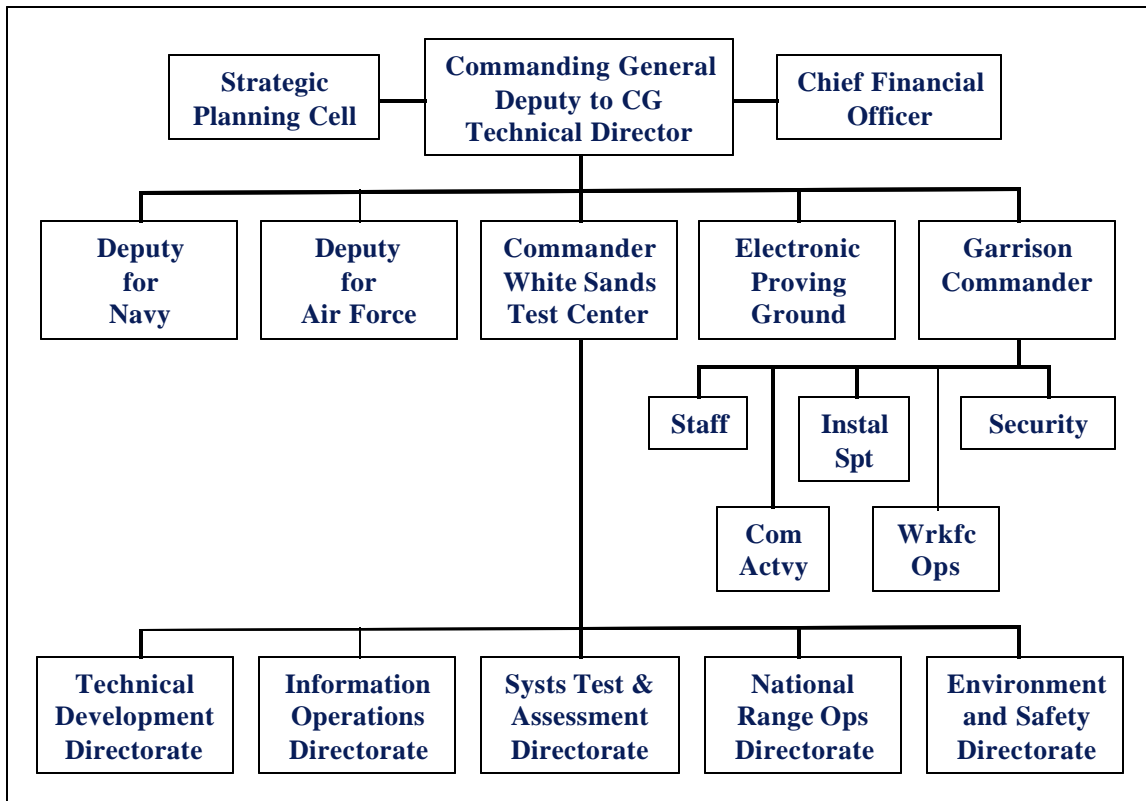 Strategic
Planning Cell
Commanding General
Deputy to CG
Technical Director
Chief Financial
Officer
Deputy
for
Navy
Deputy
for
Air Force
Commander
White Sands
Test Center
Electronic
Proving
Ground
Garrison
Commander
Staff
Instal
Spt
Security
Com
Actvy
Wrkfc
Ops
Technical
Development
Directorate
Information
Operations
Directorate
Systs Test &
Assessment
Directorate
National
Range Ops
Directorate
Environment
and Safety
Directorate